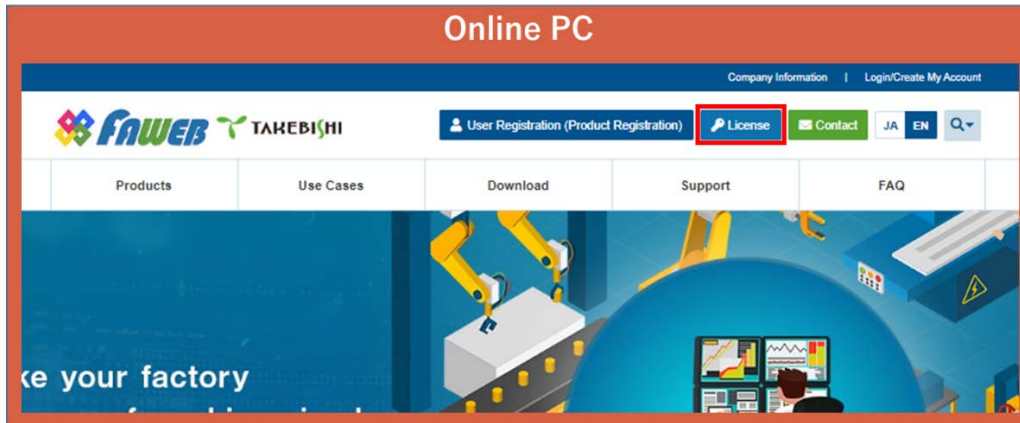 Online PC
Company Information | Login/Create My Account
FAWEB TAKEBISHI User Registration (Product Registration) License Contact JA EN
Products Use Cases Download Support FAQ
ke your factory